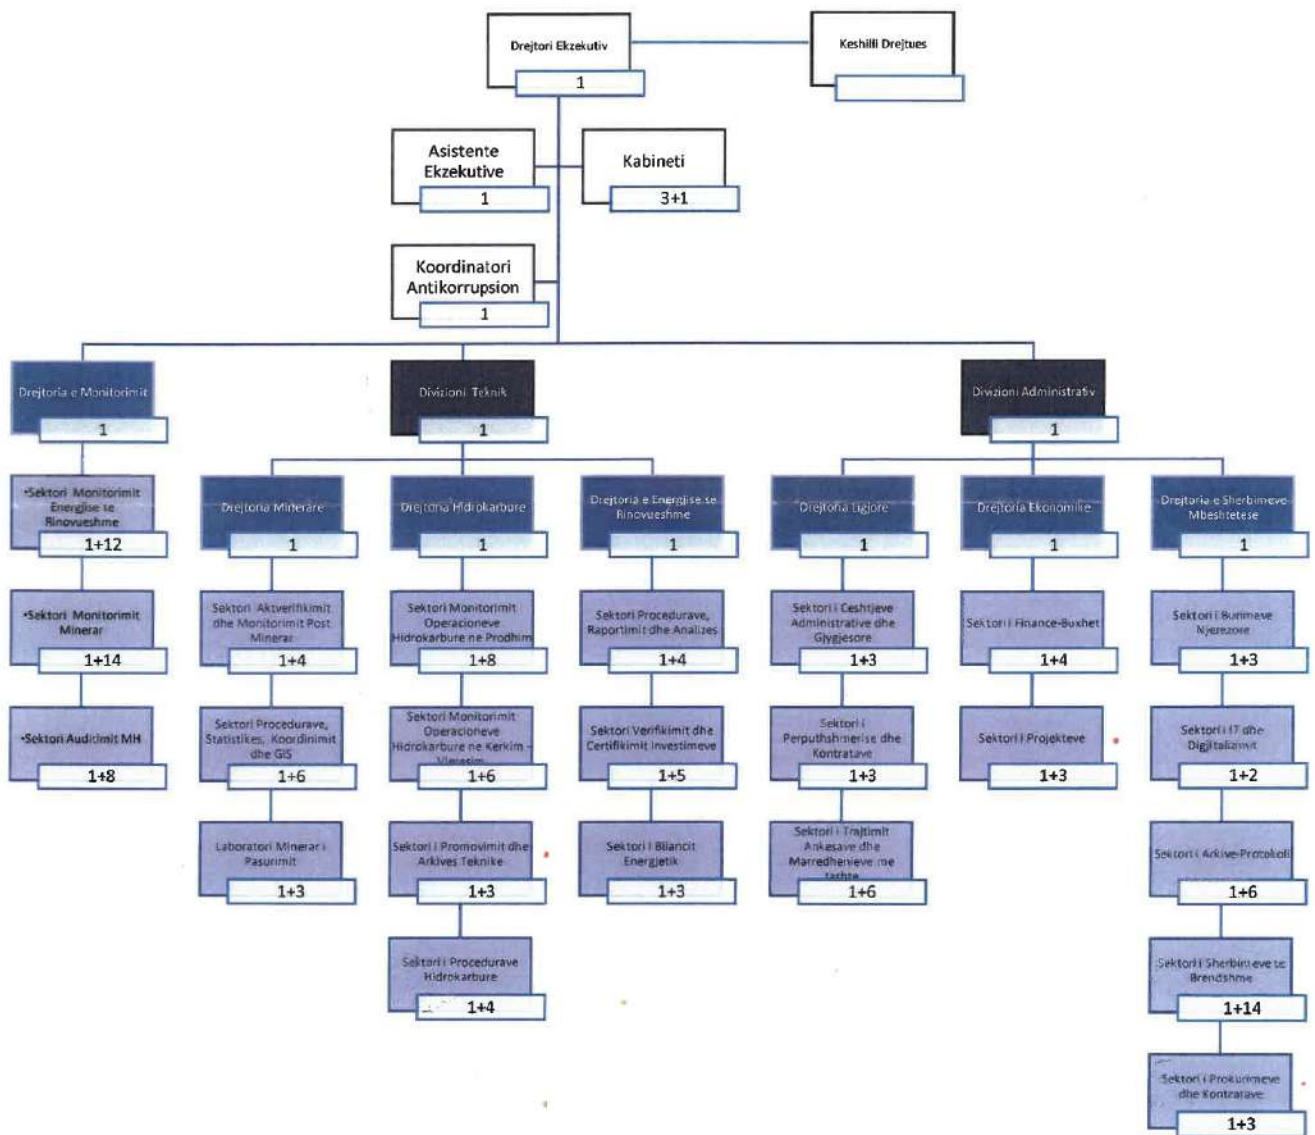 Drejtori Ekzekutiv
1
Keshilli Drejtues
Asistente
Ekzekutive
1
Kabineti
3+1
Koordinatori
Antikorrupsion
1
Drejtoria e Monitorimit
1
Divizioni Teknik
1
Divizioni Administrativ
1
•Sektori Monitorimit
Energjise se
Rinovueshme
1+12
•Sektori Monitorimit
Minerar
1+14
•Sektori Auditimit MH
1+8
Drejtoria Minerare
1
Sektori Aktverifikimit
dhe Monitorimit Post
Minerar
1+4
Sektori Procedurave,
Statistikes, Koordinimit
dhe GIS
1+6
Laboratori Minerar i
Pasurimit
1+3
Drejtoria Hidrokarbure
1
Sektori Monitorimit
Operacioneve
Hidrokarbure ne Prodhim
1+8
Sektori Monitorimit
Operacioneve
Hidrokarbure ne Kerkim -
Vleresim
1+6
Sektori i Promovimit dhe
Arkives Teknike
1+3
Sektori i Procedurave
Hidrokarbure
1+4
Drejtoria e Energjise se
Rinovueshme
1
Sektori Procedurave,
Raportimit dhe Analizes
1+4
Sektori Verifikimit dhe
Certifikimit Investimeve
1+5
Sektori i Bilancit
Energjetik
1+3
Drejtoria Ligjore
1
Sektori i Ceshtjeve
Administrative dhe
Gjygjesore
1+3
Sektori i
Perputhshmerise dhe
Kontratave
1+3
Sektori i Trajtimit
Ankesave dhe
Marredhenieve me
1+6
Drejtoria Ekonomike
1
Sektori i Finance-Buxhet
1+4
Sektori i Projekteve
1+3
Drejtoria e Sherbimeve
Mbeshtetese
1
Sektori i Burimeve
Njerezore
1+3
Sektori i IT dhe
Digjitalizimit
1+2
Sektori i Arkive-Protokoll
1+6
Sektori i Sherbimeve te
Brendshme
1+14
Sektori i Prokurimeve
dhe Kontratave
1+3